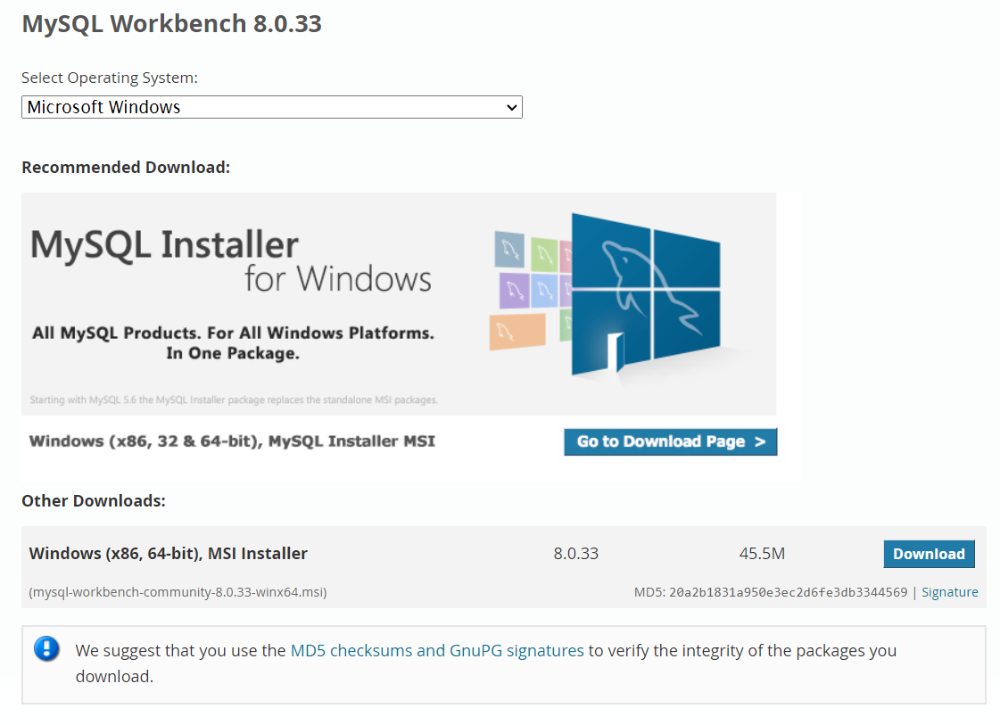 MySQL Workbench 8.0.33
Select Operating System:
Microsoft Windows
Recommended Download:
MySQL Installer
for Windows
All MySQL Products. For All Windows Platforms.
In One Package.
Starting with MySQL 5.6 the MySQL Installer package replaces the standalone MSI packages.
Windows (x86, 32 & 64-bit), MySQL Installer MSI
Go to Download Page >
Other Downloads:
Windows (x86, 64-bit), MSI Installer 8.0.33 45.5M Download
(mysql-workbench-community-8.0.33-winx64.msi) MD5: 20a2b1831a950e3ec2d6fe3db3344569 | Signature
We suggest that you use the MD5 checksums and GnuPG signatures to verify the integrity of the packages you
download.